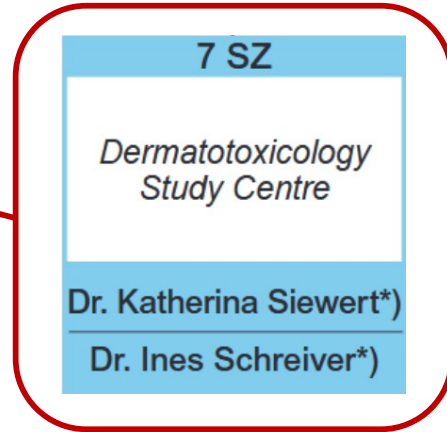 7 SZ
Dermatotoxicology
Study Centre
Dr. Katherina Siewert*)
Dr. Ines Schreiver*)